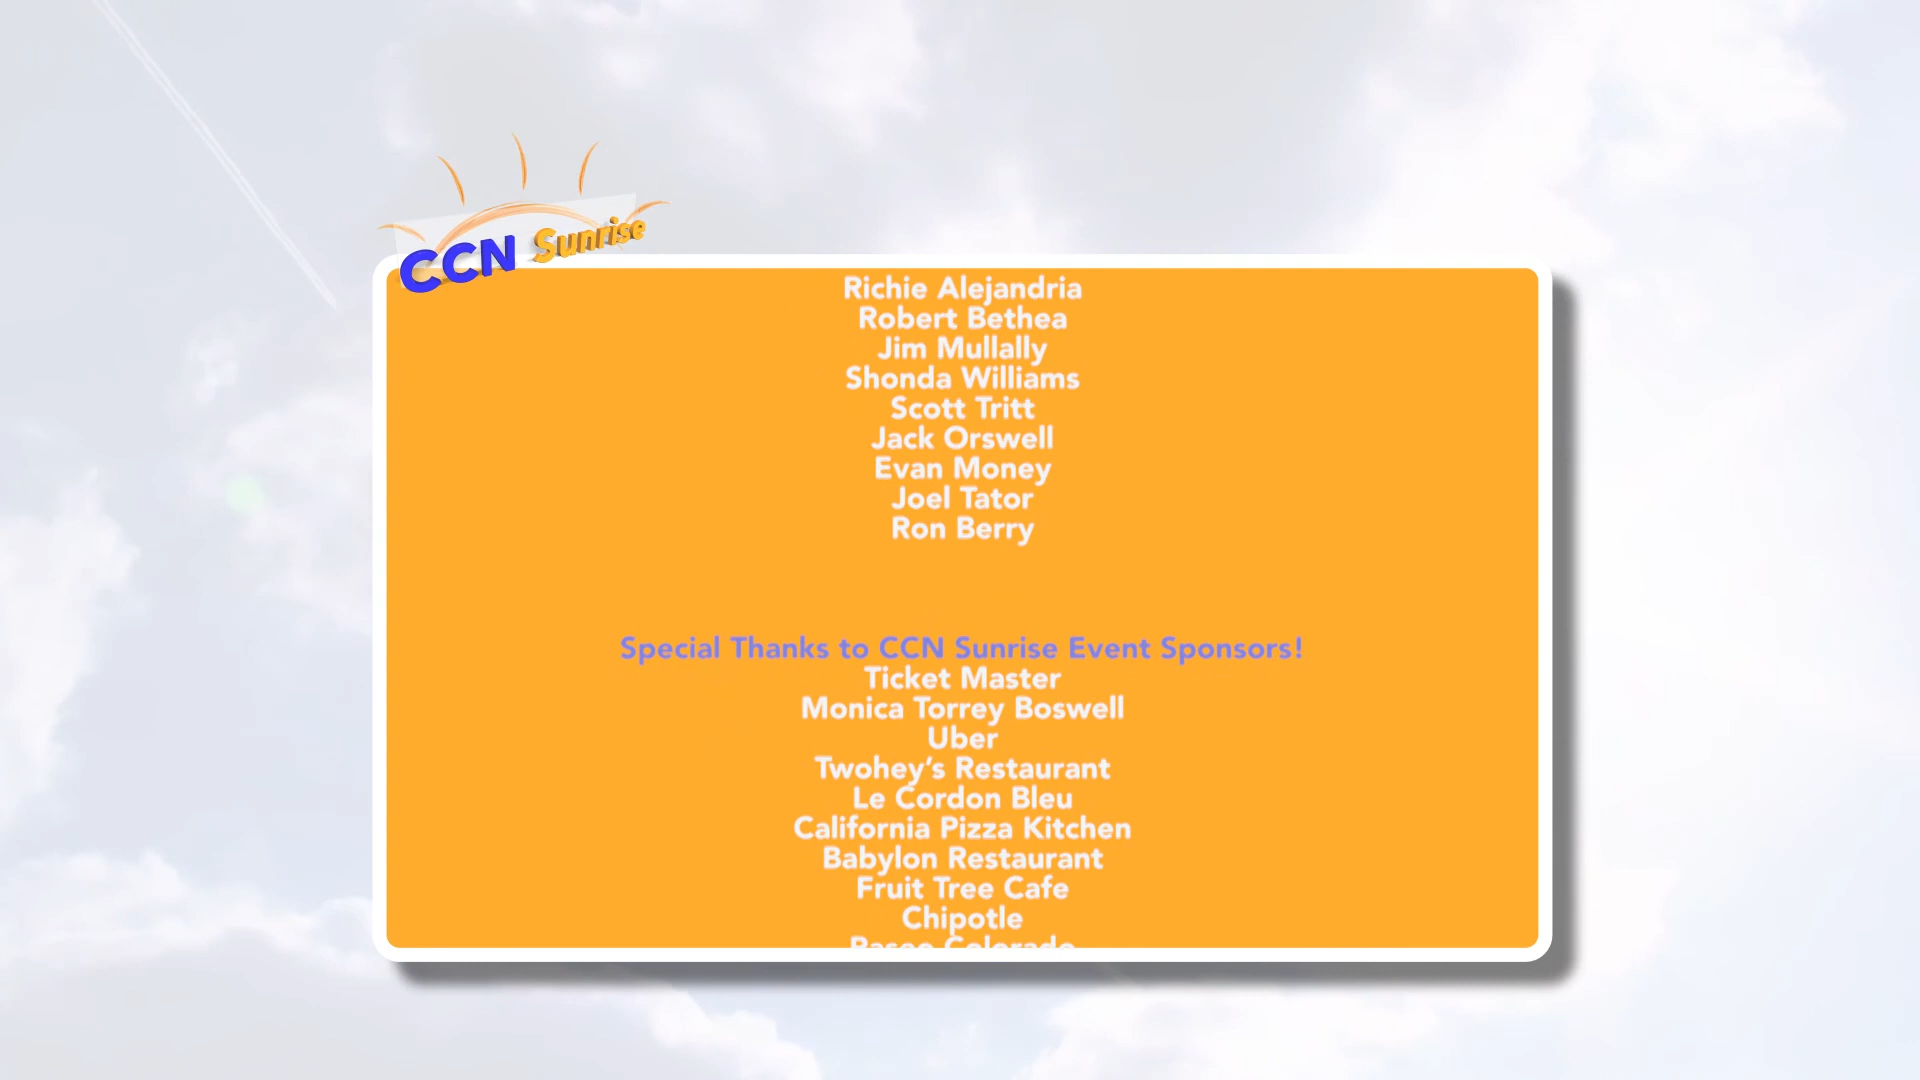 CCN Sunrise
Richie Alejandria
Robert Bethea
Jim Mullally
Shonda Williams
Scott Tritt
Jack Orswell
Evan Money
Joel Tator
Ron Berry
Special Thanks to CCN Sunrise Event Sponsors!
Ticket Master
Monica Torrey Boswell
Uber
Twohey’s Restaurant
Le Cordon Bleu
California Pizza Kitchen
Babylon Restaurant
Fruit Tree Cafe
Chipotle
Paseo Colorado